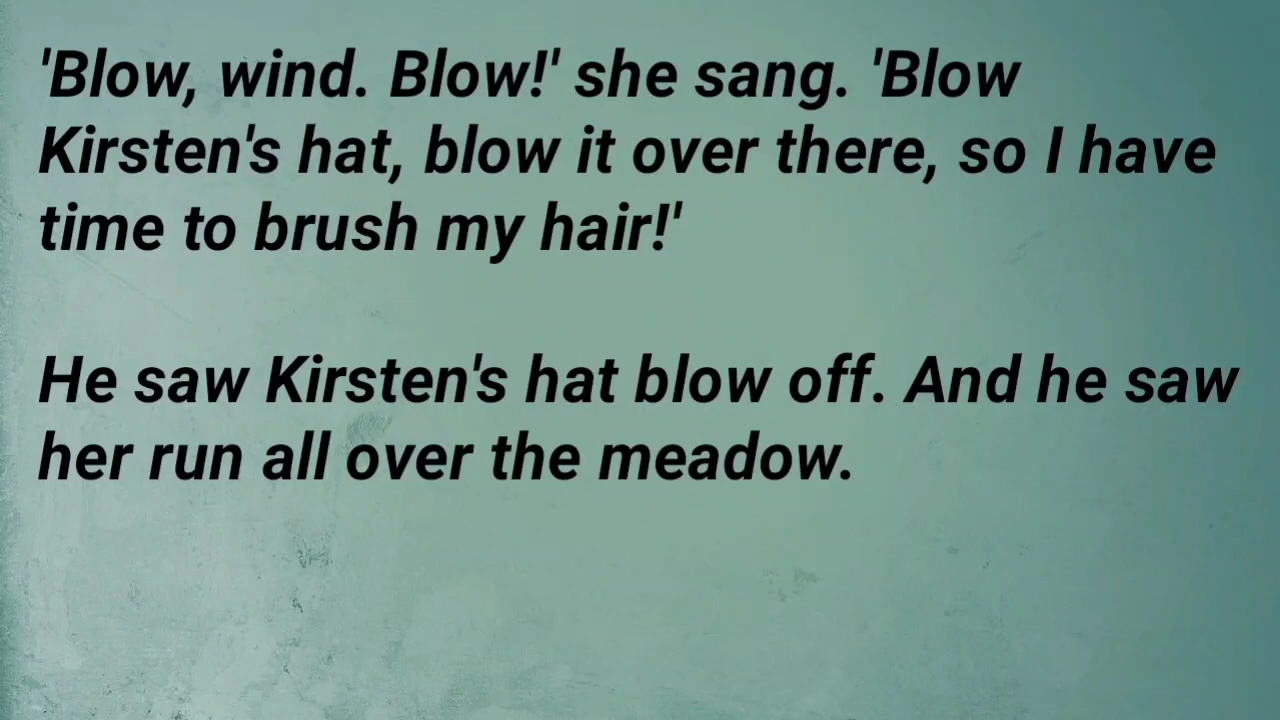 'Blow, wind. Blow!' she sang. 'Blow
Kirsten's hat, blow it over there, so I have
time to brush my hair!'
He saw Kirsten's hat blow off. And he saw
her run all over the meadow.